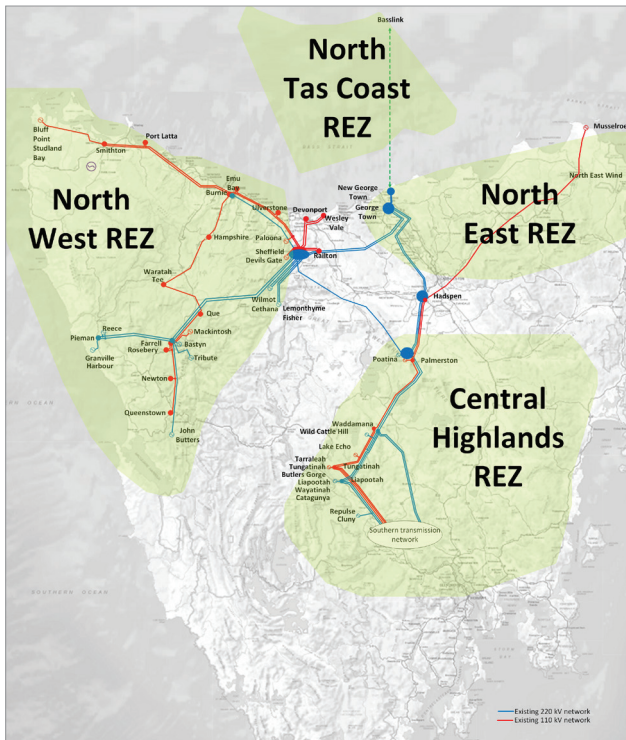 Basslink
North
Tas Coast
REZ
Musselroe
Bluff
Point
Studland
Bay
Port Latta
Smithton
North East Wind
North
West REZ
Emu
Bay
Burnie
New George
Town
George
Town
North
East REZ
Ulverstone
Devonport
Wesley
Vale
Hampshire
Paloona
Sheffield
Devils Gate
Railton
Waratah
Tee
Wilmot
Cethana
Lemonthyme
Fisher
Hadspen
Que
Reece
Mackintosh
Pieman
Farrell
Bastyn
Rosebery
Tribute
Granville
Harbour
Poatina
Palmerston
Newton
Central
Highlands
REZ
Queenstown
John
Butters
Waddamana
Wild Cattle Hill
Lake Echo
Tarraleah
Tungatinah
Tungatinah
Butlers Gorge
Liapootah
Liapootah
Wayatinah
Catagunya
Repulse
Cluny
Southern transmission
network
SOUTHERN OCEAN
Existing 220 kV network
Existing 110 kV network